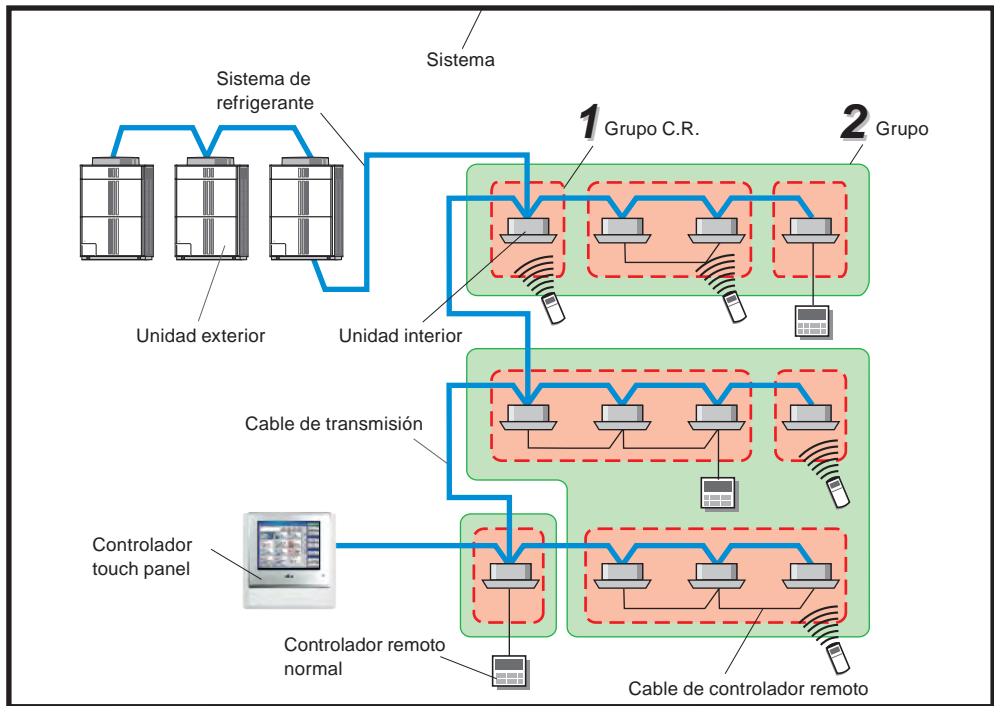 Sistema
Sistema de
refrigerante
1 Grupo C.R.
2 Grupo
Unidad exterior
Unidad interior
Cable de transmisión
Controlador
touch panel
Controlador remoto
normal
Cable de controlador remoto